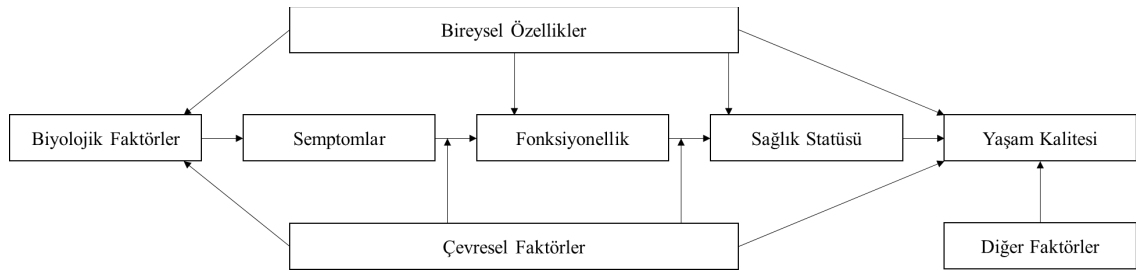 Bireysel Özellikler
Biyolojik Faktörler
Semptomlar
Fonksiyonellik
Sağlık Statüsü
Yaşam Kalitesi
Çevresel Faktörler
Diğer Faktörler